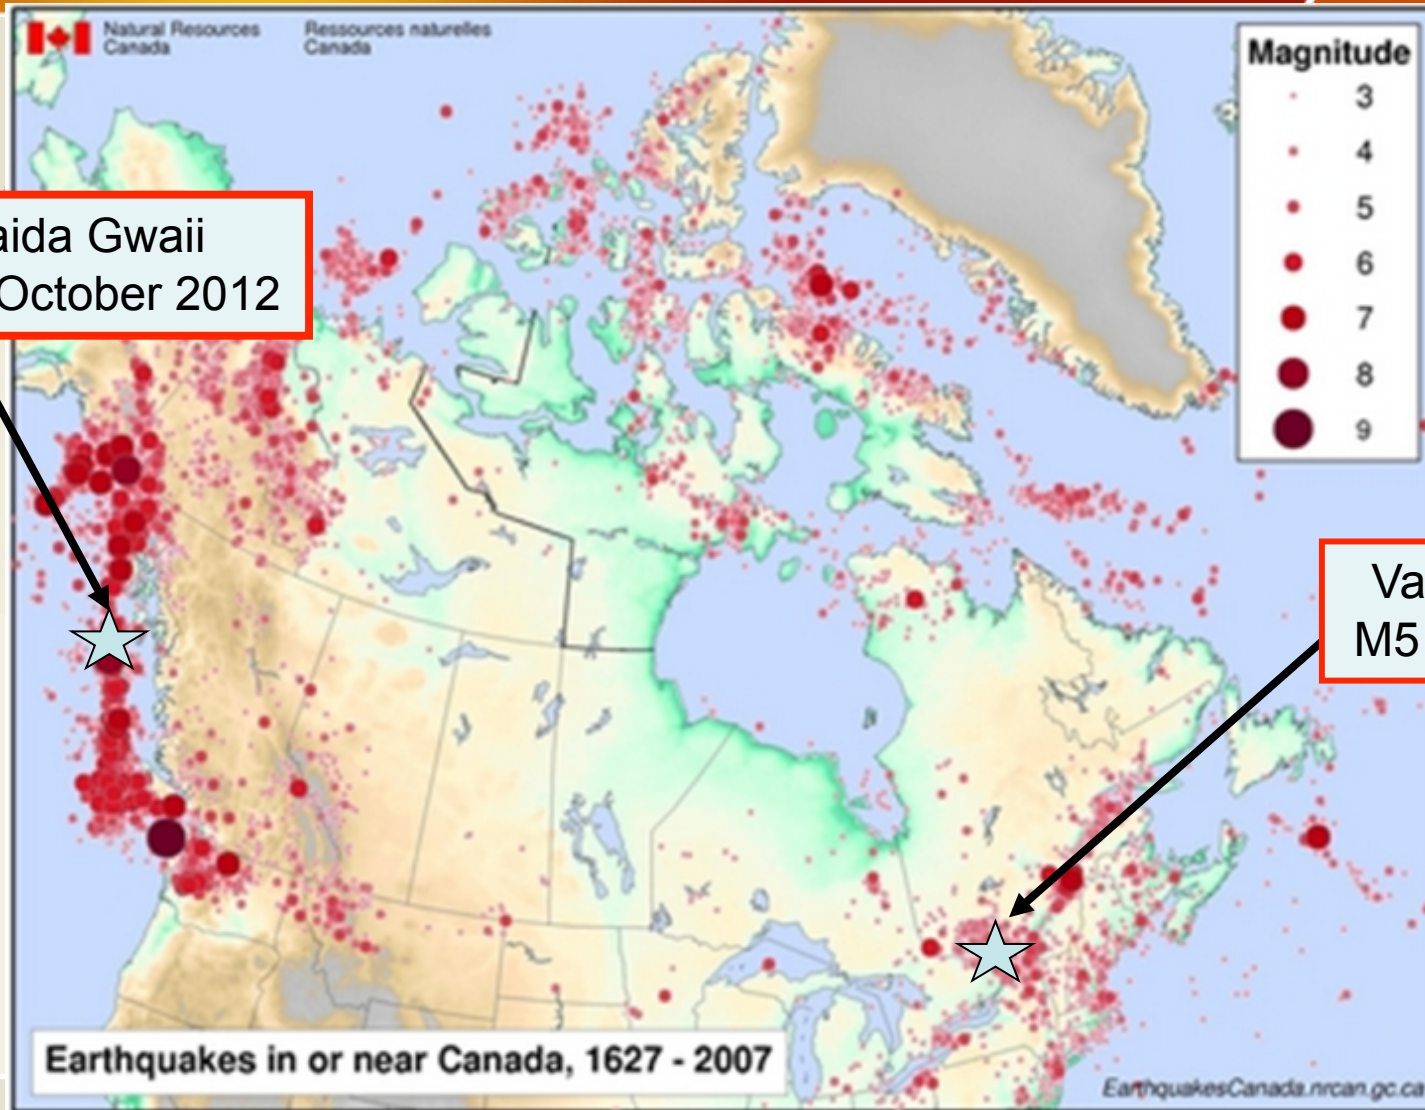 Natural Resources
Canada
Ressources naturelles
Canada
Magnitude
3
4
5
6
7
8
9
aida Gwaii
October 2012
Va
M5
Earthquakes in or near Canada, 1627 - 2007
EarthquakesCanada.nrcan.gc.ca